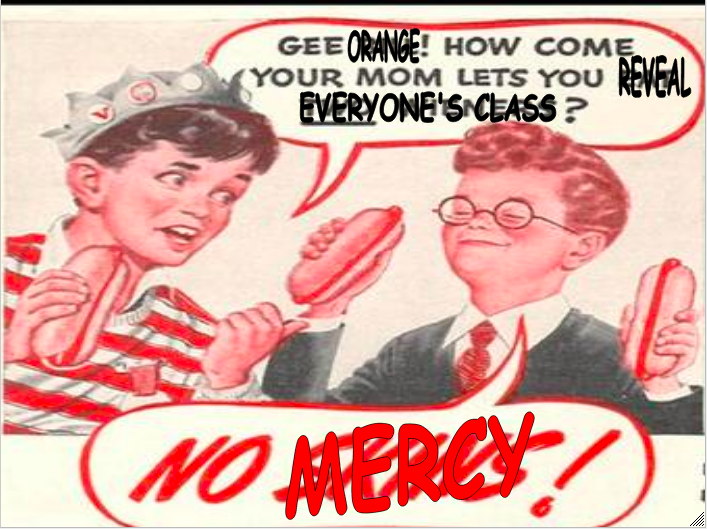 GEE ORANGE! HOW COME
YOUR MOM LETS YOU REVEAL
EVERYONE'S CLASS?
NO MERCY!